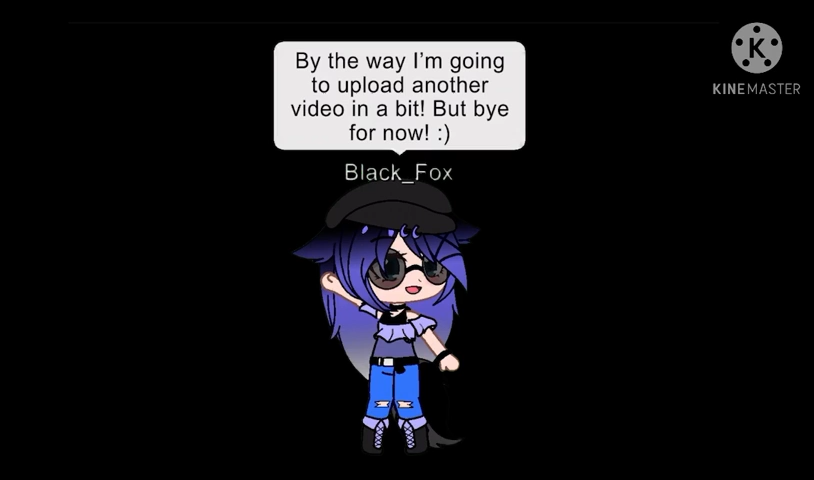 By the way I'm going
to upload another
video in a bit! But bye
for now! :)
Black_Fox
K
KINEMASTER